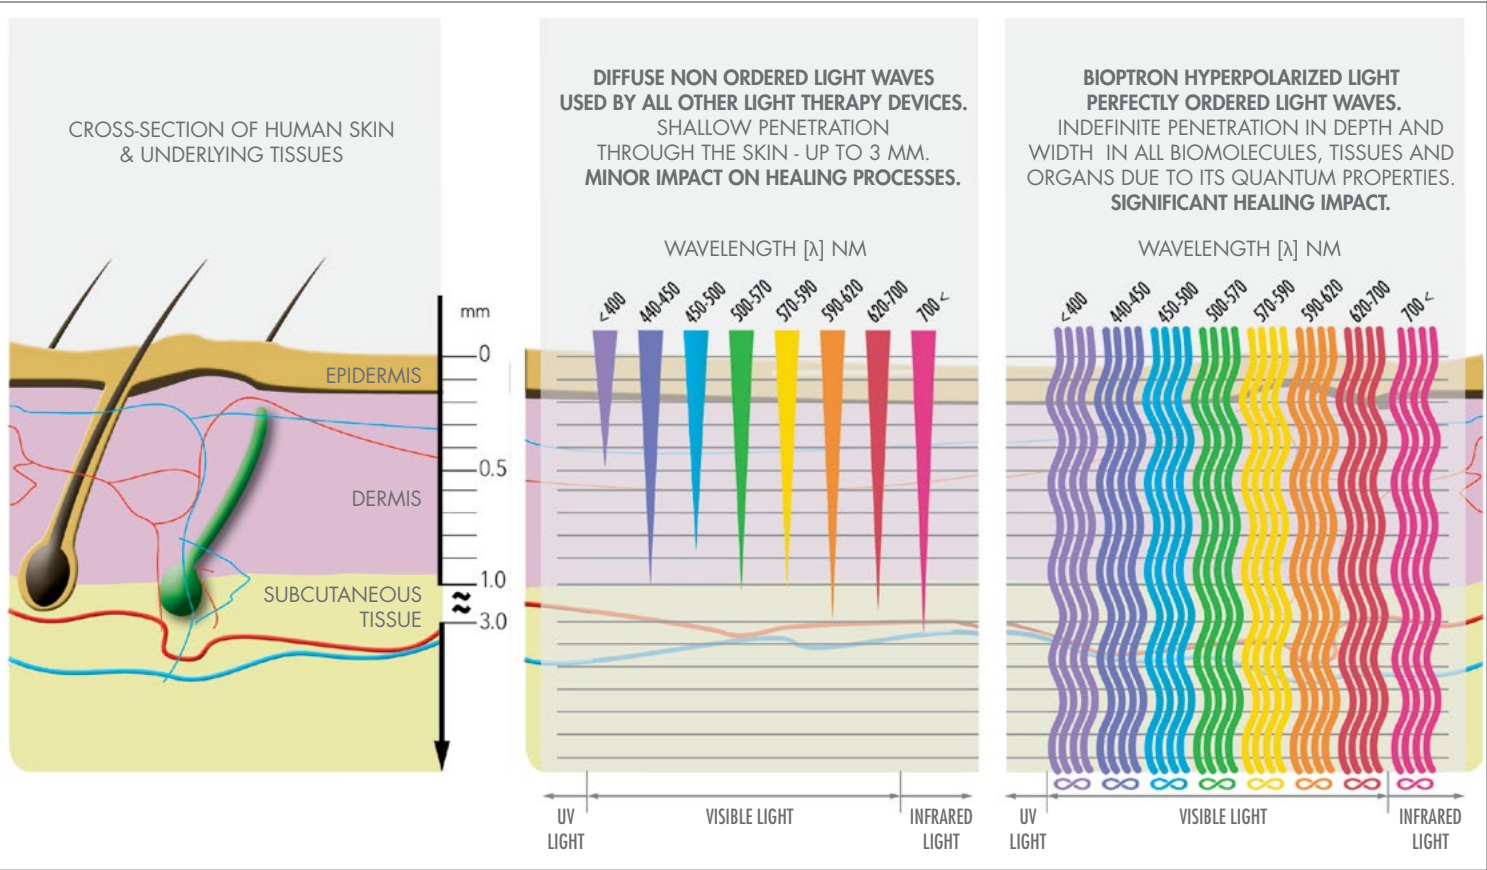 CROSS-SECTION OF HUMAN SKIN
& UNDERLYING TISSUES
mm
0
0.5
1.0
3.0
EPIDERMIS
DERMIS
SUBCUTANEOUS
TISSUE
DIFFUSE NON ORDERED LIGHT WAVES
USED BY ALL OTHER LIGHT THERAPY DEVICES.
SHALLOW PENETRATION
THROUGH THE SKIN - UP TO 3 MM.
MINOR IMPACT ON HEALING PROCESSES.
WAVELENGTH [λ] NM
< 400
440-450
450-500
500-570
570-590
590-620
620-700
700 <
UV
LIGHT
VISIBLE LIGHT
INFRARED
LIGHT
BIOPTRON HYPERPOLARIZED LIGHT
PERFECTLY ORDERED LIGHT WAVES.
INDEFINITE PENETRATION IN DEPTH AND
WIDTH IN ALL BIOMOLECULES, TISSUES AND
ORGANS DUE TO ITS QUANTUM PROPERTIES.
SIGNIFICANT HEALING IMPACT.
WAVELENGTH [λ] NM
< 400
440-450
450-500
500-570
570-590
590-620
620-700
700 <
∞ ∞ ∞ ∞ ∞ ∞ ∞ ∞
UV
LIGHT
VISIBLE LIGHT
INFRARED
LIGHT